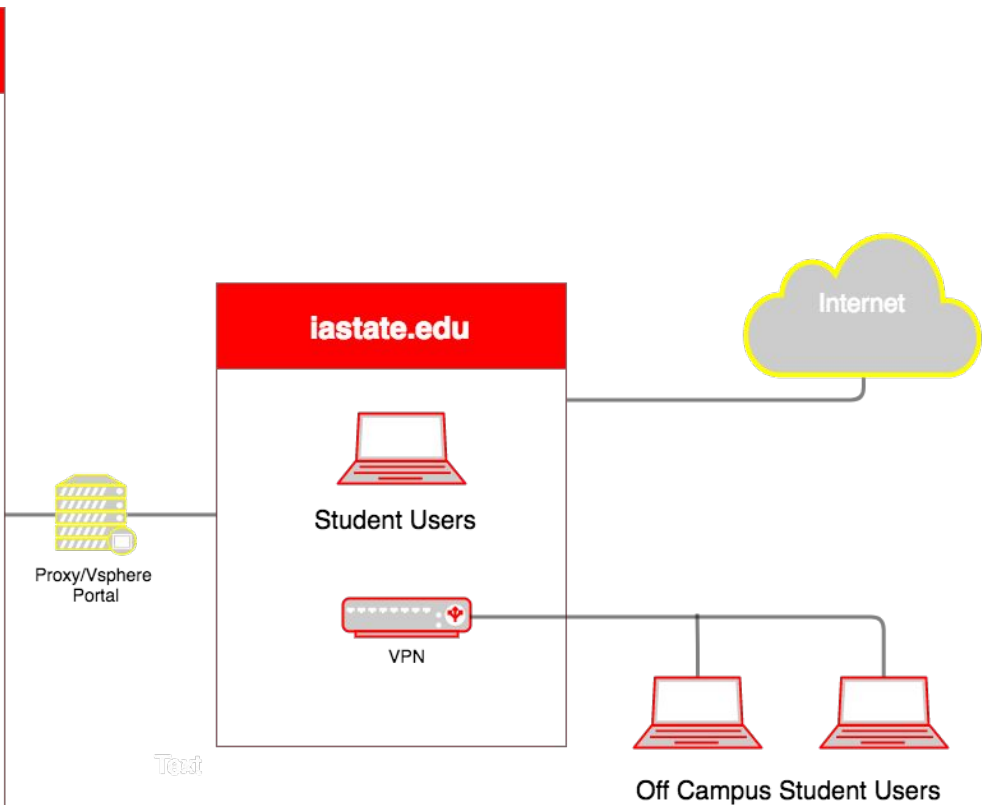 Internet
iastate.edu
Student Users
Proxy/Vsphere
Portal
VPN
Text
Off Campus Student Users